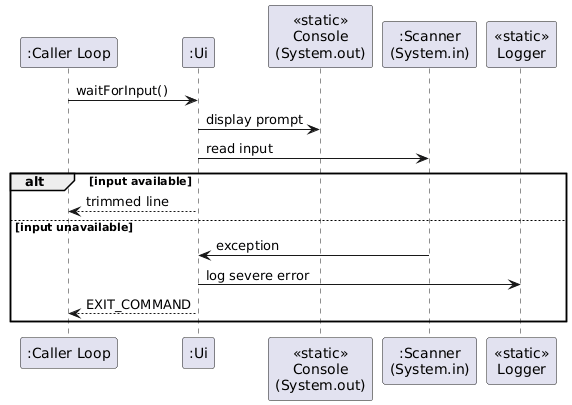 «static»
Console
(System.out)
:Caller Loop
:Ui
:Scanner
(System.in)
«static»
Logger
waitForInput()
display prompt
read input
alt [input available]
trimmed line
[input unavailable]
exception
log severe error
EXIT_COMMAND
:Caller Loop
:Ui
«static»
Console
(System.out)
:Scanner
(System.in)
«static»
Logger